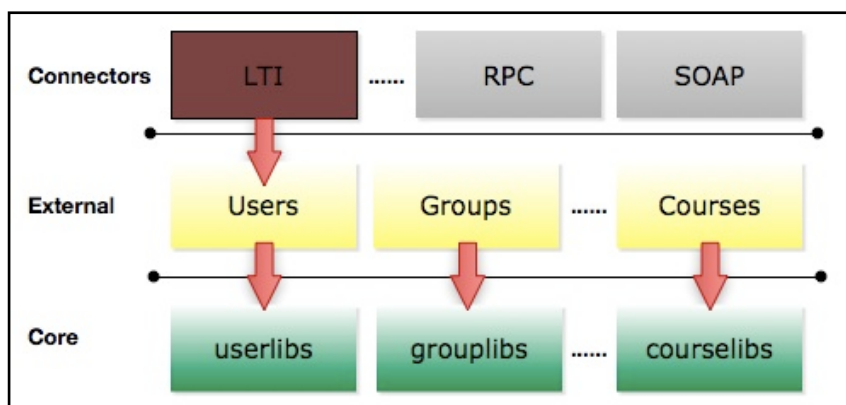 Connectors LTI ...... RPC SOAP
External Users Groups ...... Courses
Core userlibs grouplibs ...... courselibs